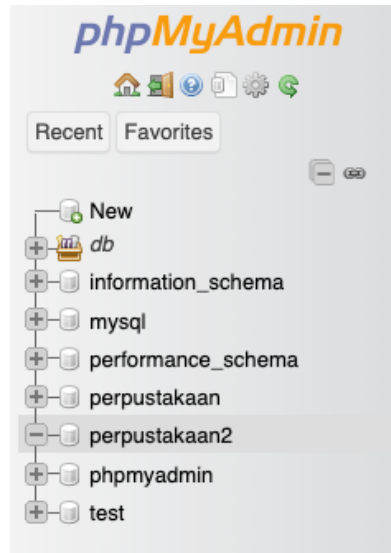 phpMyAdmin
Recent Favorites
New
db
information_schema
mysql
performance_schema
perpustakaan
perpustakaan2
phpmyadmin
test